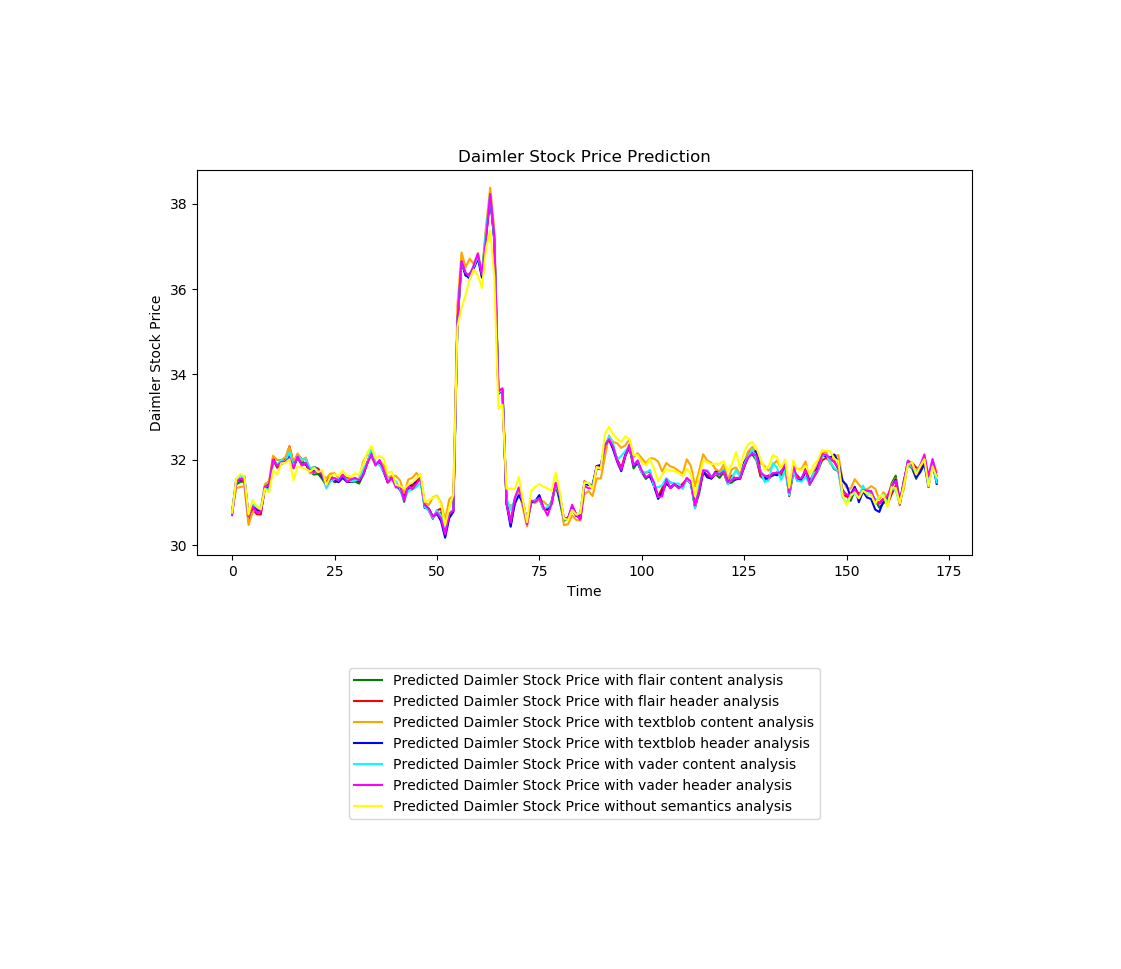 Daimler Stock Price Prediction
38
36
34
32
30
Daimler Stock Price
0 25 50 75 100 125 150 175
Time
Predicted Daimler Stock Price with flair content analysis
Predicted Daimler Stock Price with flair header analysis
Predicted Daimler Stock Price with textblob content analysis
Predicted Daimler Stock Price with textblob header analysis
Predicted Daimler Stock Price with vader content analysis
Predicted Daimler Stock Price with vader header analysis
Predicted Daimler Stock Price without semantics analysis